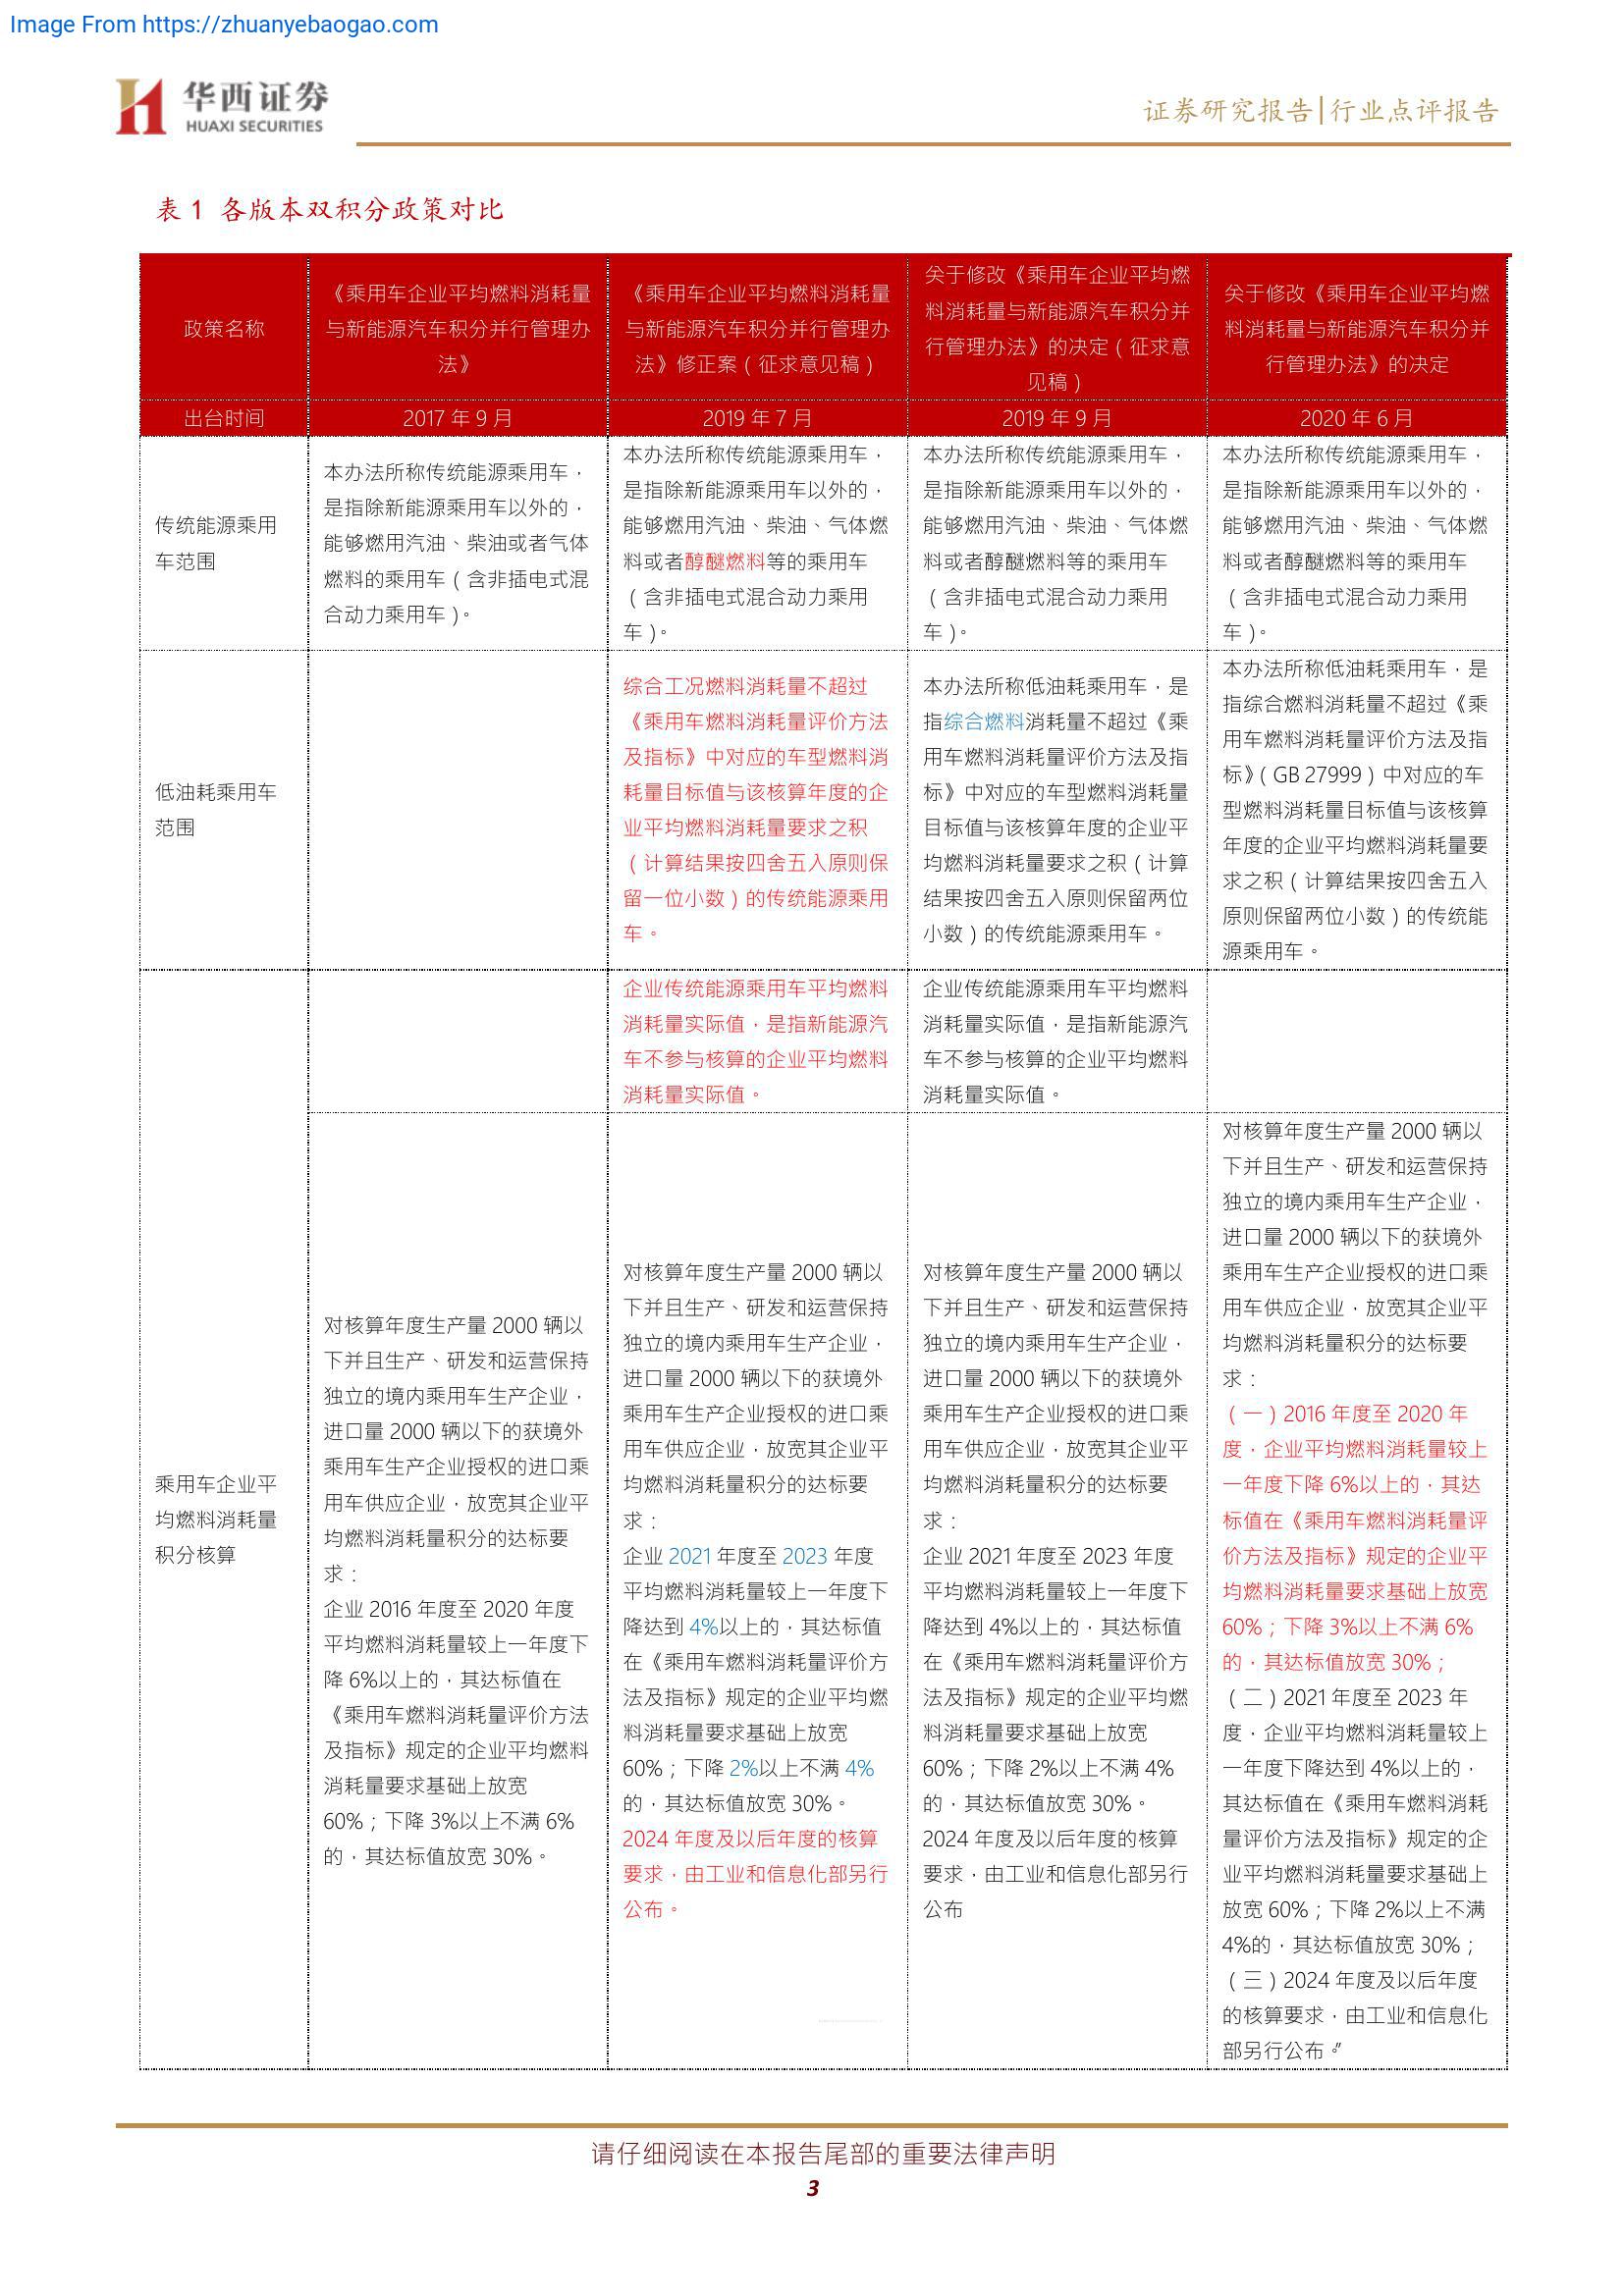 Image From https://zhuanyebaogao.com
华西证券
HUAXI SECURITIES
证券研究报告|行业点评报告
表 1 各版本双积分政策对比
政策名称
《乘用车企业平均燃料消耗量
与新能源汽车积分并行管理办
法》
《乘用车企业平均燃料消耗量
与新能源汽车积分并行管理办
法》修正案（征求意见稿）
关于修改《乘用车企业平均燃
料消耗量与新能源汽车积分并
行管理办法》的决定（征求意
见稿）
关于修改《乘用车企业平均燃
料消耗量与新能源汽车积分并
行管理办法》的决定
出台时间
2017 年 9 月
2019 年 7 月
2019 年 9 月
2020 年 6 月
传统能源乘用
车范围
本办法所称传统能源乘用车，
是指除新能源乘用车以外的，
能够燃用汽油、柴油或者气体
燃料的乘用车（含非插电式混
合动力乘用车）。
本办法所称传统能源乘用车，
是指除新能源乘用车以外的，
能够燃用汽油、柴油、气体燃
料或者醇醚燃料等的乘用车
（含非插电式混合动力乘用
车）。
本办法所称传统能源乘用车，
是指除新能源乘用车以外的，
能够燃用汽油、柴油、气体燃
料或者醇醚燃料等的乘用车
（含非插电式混合动力乘用
车）。
本办法所称传统能源乘用车，
是指除新能源乘用车以外的，
能够燃用汽油、柴油、气体燃
料或者醇醚燃料等的乘用车
（含非插电式混合动力乘用
车）。
低油耗乘用车
范围
综合工况燃料消耗量不超过
《乘用车燃料消耗量评价方法
及指标》中对应的车型燃料消
耗量目标值与该核算年度的企
业平均燃料消耗量要求之积
（计算结果按四舍五入原则保
留一位小数）的传统能源乘用
车。
本办法所称低油耗乘用车，是
指综合燃料消耗量不超过《乘
用车燃料消耗量评价方法及指
标》中对应的车型燃料消耗量
目标值与该核算年度的企业平
均燃料消耗量要求之积（计算
结果按四舍五入原则保留两位
小数）的传统能源乘用车。
本办法所称低油耗乘用车，是
指综合燃料消耗量不超过《乘
用车燃料消耗量评价方法及指
标》（GB 27999）中对应的车
型燃料消耗量目标值与该核算
年度的企业平均燃料消耗量要
求之积（计算结果按四舍五入
原则保留两位小数）的传统能
源乘用车。
乘用车企业平
均燃料消耗量
积分核算
企业传统能源乘用车平均燃料
消耗量实际值，是指新能源汽
车不参与核算的企业平均燃料
消耗量实际值。
企业传统能源乘用车平均燃料
消耗量实际值，是指新能源汽
车不参与核算的企业平均燃料
消耗量实际值。
对核算年度生产量 2000 辆以
下并且生产、研发和运营保持
独立的境内乘用车生产企业，
进口量 2000 辆以下的获境外
乘用车生产企业授权的进口乘
用车供应企业，放宽其企业平
均燃料消耗量积分的达标要
求：
企业 2016 年度至 2020 年度
平均燃料消耗量较上一年度下
降 6%以上的，其达标值在
《乘用车燃料消耗量评价方法
及指标》规定的企业平均燃料
消耗量要求基础上放宽
60%；下降 3%以上不满 6%
的，其达标值放宽 30%。
对核算年度生产量 2000 辆以
下并且生产、研发和运营保持
独立的境内乘用车生产企业，
进口量 2000 辆以下的获境外
乘用车生产企业授权的进口乘
用车供应企业，放宽其企业平
均燃料消耗量积分的达标要
求：
企业 2021 年度至 2023 年度
平均燃料消耗量较上一年度下
降达到 4%以上的，其达标值
在《乘用车燃料消耗量评价方
法及指标》规定的企业平均燃
料消耗量要求基础上放宽
60%；下降 2%以上不满 4%
的，其达标值放宽 30%。
2024 年度及以后年度的核算
要求，由工业和信息化部另行
公布。
对核算年度生产量 2000 辆以
下并且生产、研发和运营保持
独立的境内乘用车生产企业，
进口量 2000 辆以下的获境外
乘用车生产企业授权的进口乘
用车供应企业，放宽其企业平
均燃料消耗量积分的达标要
求：
企业 2021 年度至 2023 年度
平均燃料消耗量较上一年度下
降达到 4%以上的，其达标值
在《乘用车燃料消耗量评价方
法及指标》规定的企业平均燃
料消耗量要求基础上放宽
60%；下降 2%以上不满 4%
的，其达标值放宽 30%。
2024 年度及以后年度的核算
要求，由工业和信息化部另行
公布
对核算年度生产量 2000 辆以
下并且生产、研发和运营保持
独立的境内乘用车生产企业，
进口量 2000 辆以下的获境外
乘用车生产企业授权的进口乘
用车供应企业，放宽其企业平
均燃料消耗量积分的达标要
求：
（一）2016 年度至 2020 年
度，企业平均燃料消耗量较上
一年度下降 6%以上的，其达
标值在《乘用车燃料消耗量评
价方法及指标》规定的企业平
均燃料消耗量要求基础上放宽
60%；下降 3%以上不满 6%
的，其达标值放宽 30%；
（二）2021 年度至 2023 年
度，企业平均燃料消耗量较上
一年度下降达到 4%以上的，
其达标值在《乘用车燃料消耗
量评价方法及指标》规定的企
业平均燃料消耗量要求基础上
放宽 60%；下降 2%以上不满
4%的，其达标值放宽 30%；
（三）2024 年度及以后年度
的核算要求，由工业和信息化
部另行公布。”
请仔细阅读在本报告尾部的重要法律声明
3